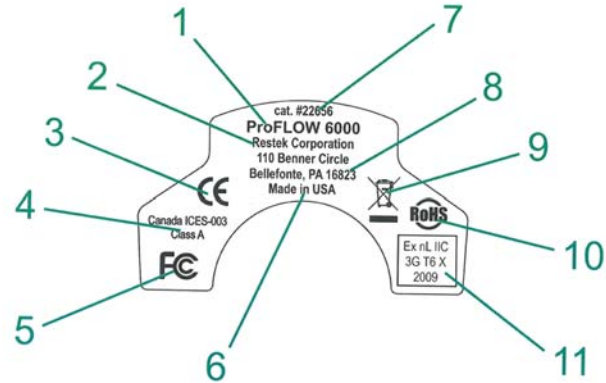 1
7
2
3
4
5
6
8
9
10
11
cat. #22656
ProFLOW 6000
Restek Corporation
110 Benner Circle
Bellefonte, PA 16823
Made in USA
CE
Canada ICES-003
Class A
FC
RoHS
Ex nL IIC
3G T6 X
2009